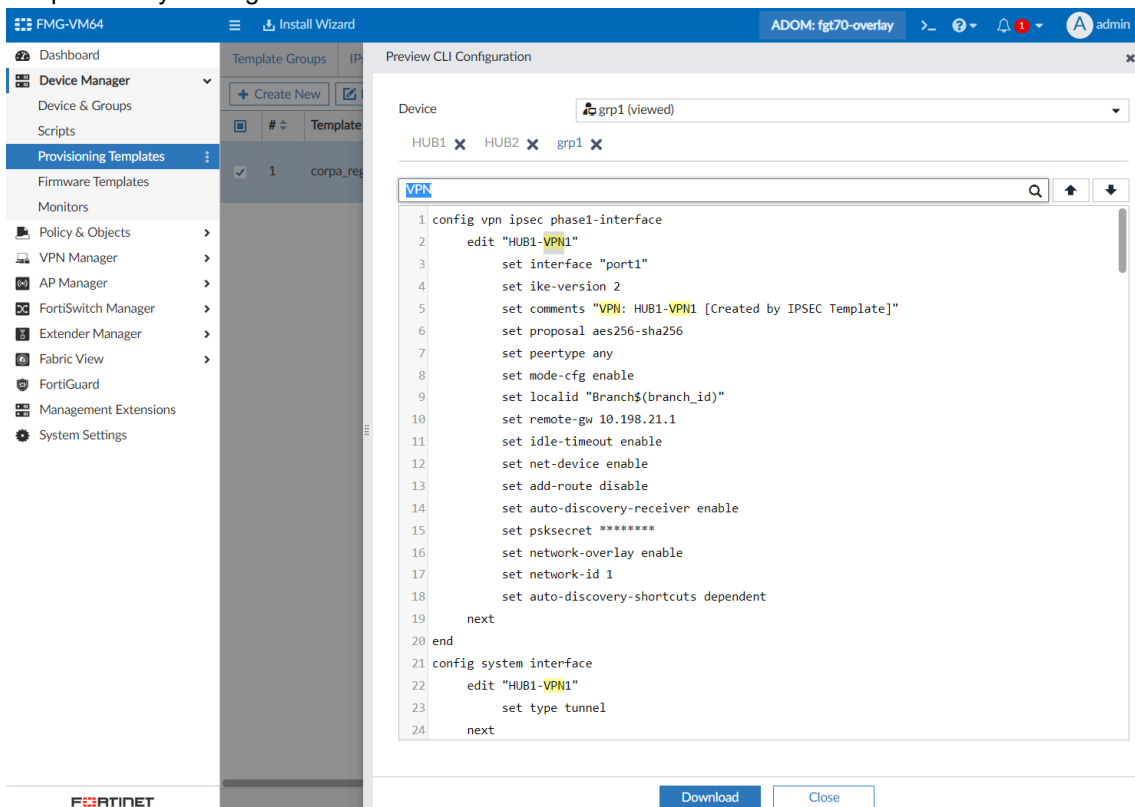 FMG-VM64
Install Wizard
ADOM: fgt70-overlay
>_
1
A admin
Dashboard
Device Manager
Device & Groups
Scripts
Provisioning Templates
Firmware Templates
Monitors
Policy & Objects
VPN Manager
AP Manager
FortiSwitch Manager
Extender Manager
Fabric View
FortiGuard
Management Extensions
System Settings
FORTINET
Template Groups
Create New
# Template
1 corpa_reg
Preview CLI Configuration
Device
grp1 (viewed)
HUB1 HUB2 grp1
VPN
1 config vpn ipsec phase1-interface
2 edit "HUB1-VPN1"
3 set interface "port1"
4 set ike-version 2
5 set comments "VPN: HUB1-VPN1 [Created by IPSEC Template]"
6 set proposal aes256-sha256
7 set peertype any
8 set mode-cfg enable
9 set localid "Branch$(branch_id)"
10 set remote-gw 10.198.21.1
11 set idle-timeout enable
12 set net-device enable
13 set add-route disable
14 set auto-discovery-receiver enable
15 set psksecret ********
16 set network-overlay enable
17 set network-id 1
18 set auto-discovery-shortcuts dependent
19 next
20 end
21 config system interface
22 edit "HUB1-VPN1"
23 set type tunnel
24 next
Download Close